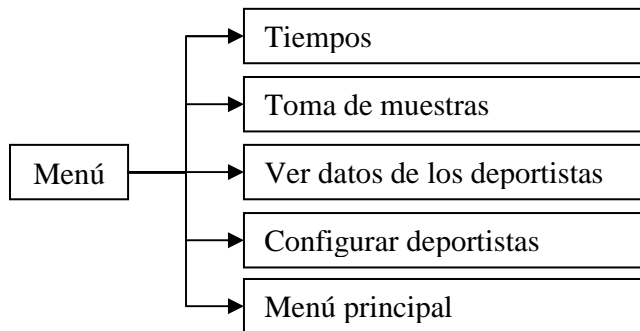 Tiempos
Toma de muestras
Menú
Ver datos de los deportistas
Configurar deportistas
Menú principal